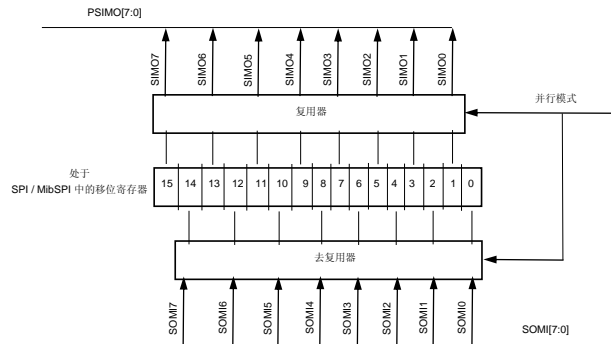 PSIMO[7:0]
SIMO7 SIMO6 SIMO5 SIMO4 SIMO3 SIMO2 SIMO1 SIMO0
复用器
并行模式
处于
SPI / MibSPI 中的移位寄存器
15 14 13 12 11 10 9 8 7 6 5 4 3 2 1 0
去复用器
SOMI7 SOMI6 SOMI5 SOMI4 SOMI3 SOMI2 SOMI1 SOMI0
SOMI[7:0]